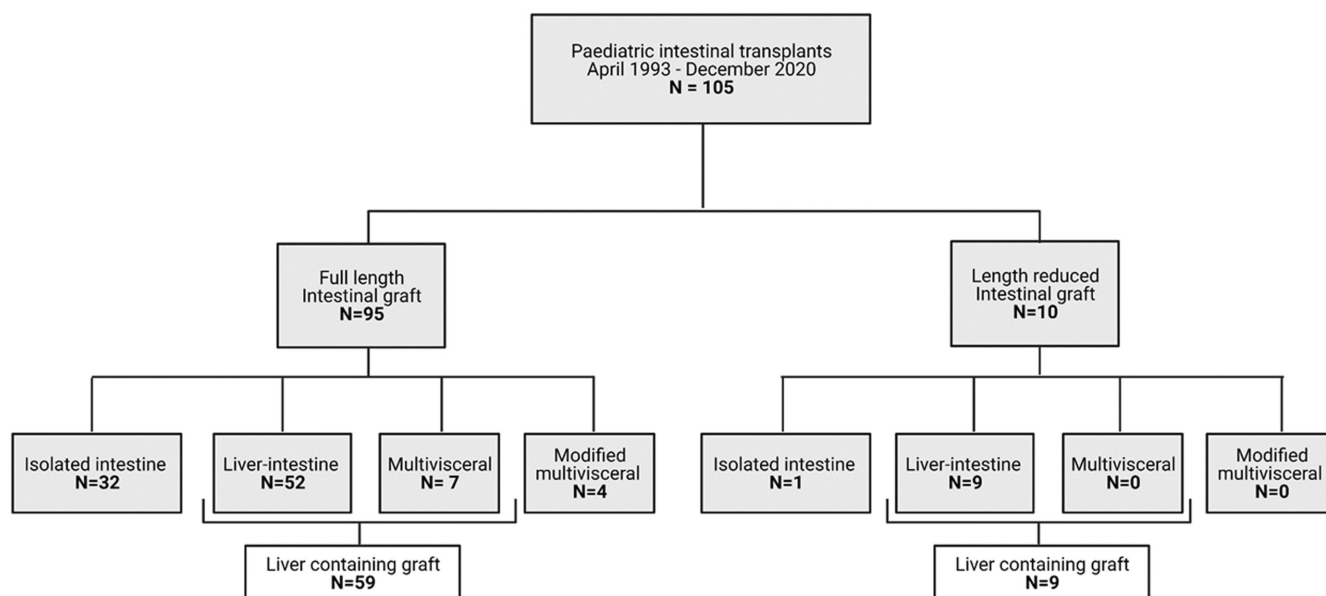 Paediatric intestinal transplants
April 1993 - December 2020
N = 105
Full length
Intestinal graft
N=95
Length reduced
Intestinal graft
N=10
Isolated intestine
N=32
Liver-intestine
N=52
Multivisceral
N= 7
Modified
multivisceral
N=4
Isolated intestine
N=1
Liver-intestine
N=9
Multivisceral
N=0
Modified
multivisceral
N=0
Liver containing graft
N=59
Liver containing graft
N=9